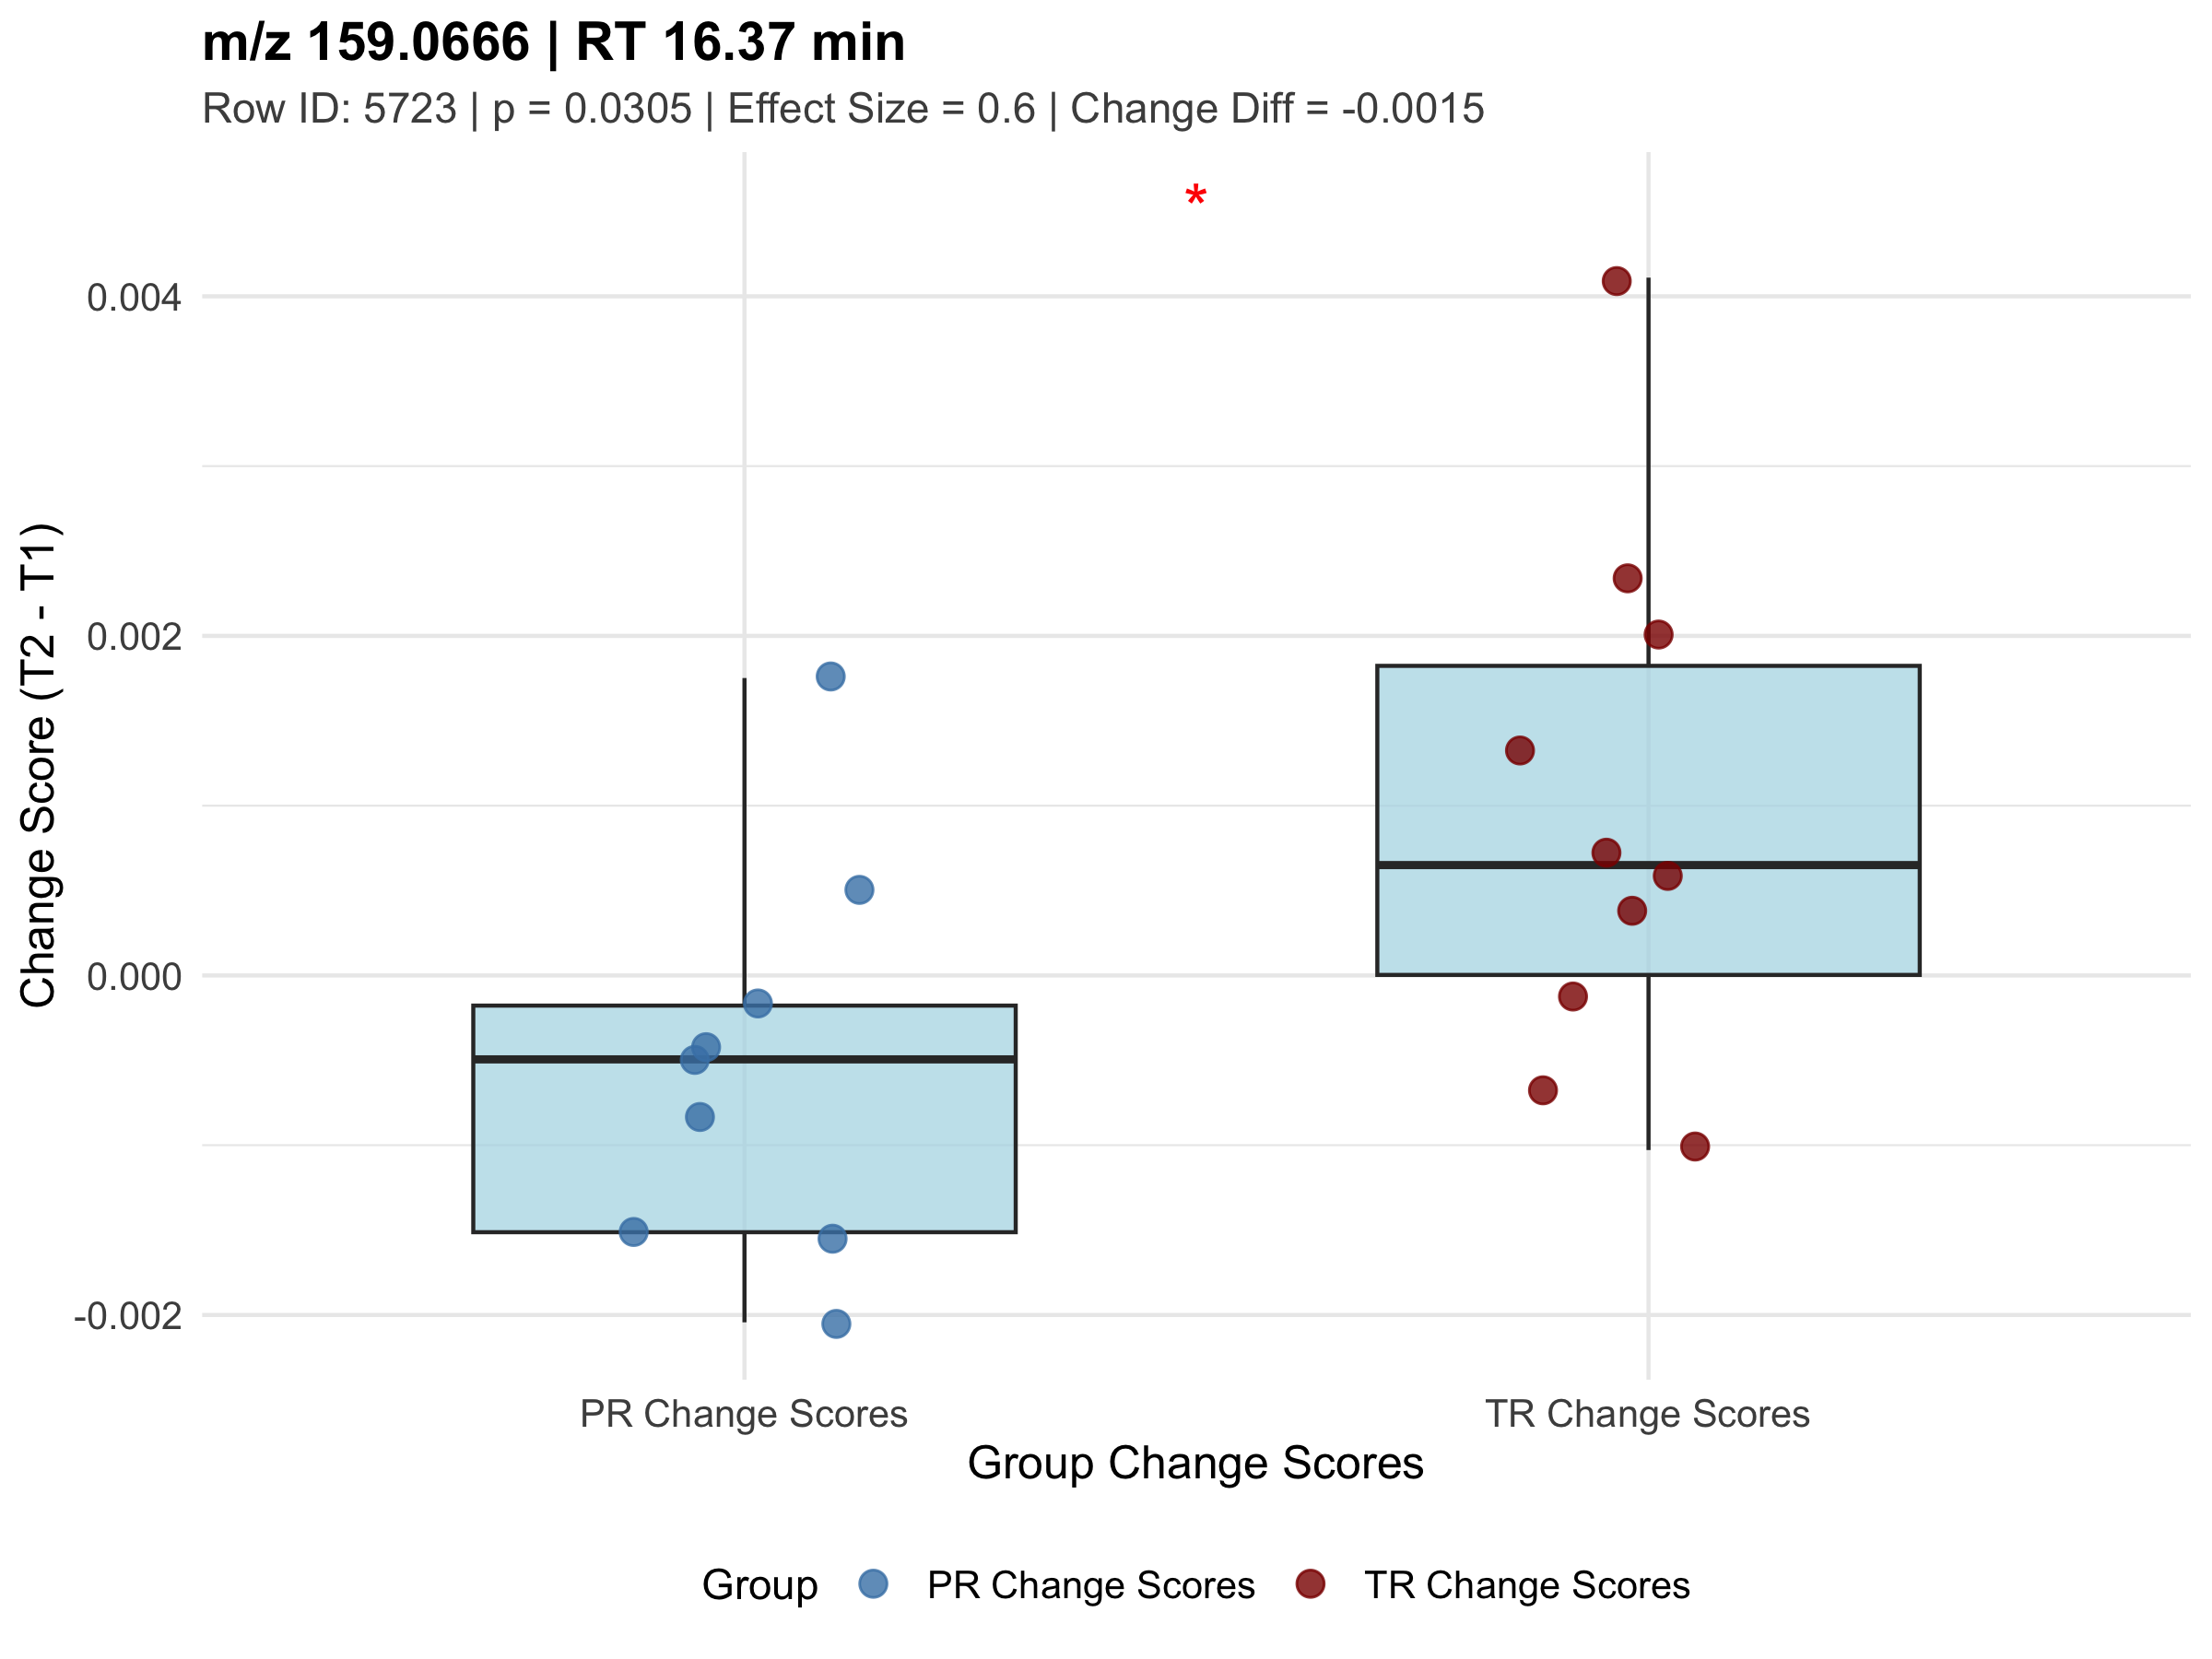 m/z 159.0666 | RT 16.37 min
Row ID: 5723 | p = 0.0305 | Effect Size = 0.6 | Change Diff = -0.0015
*
Change Score (T2 - T1)
0.004
0.002
0.000
-0.002
PR Change Scores
TR Change Scores
Group Change Scores
Group
PR Change Scores
TR Change Scores